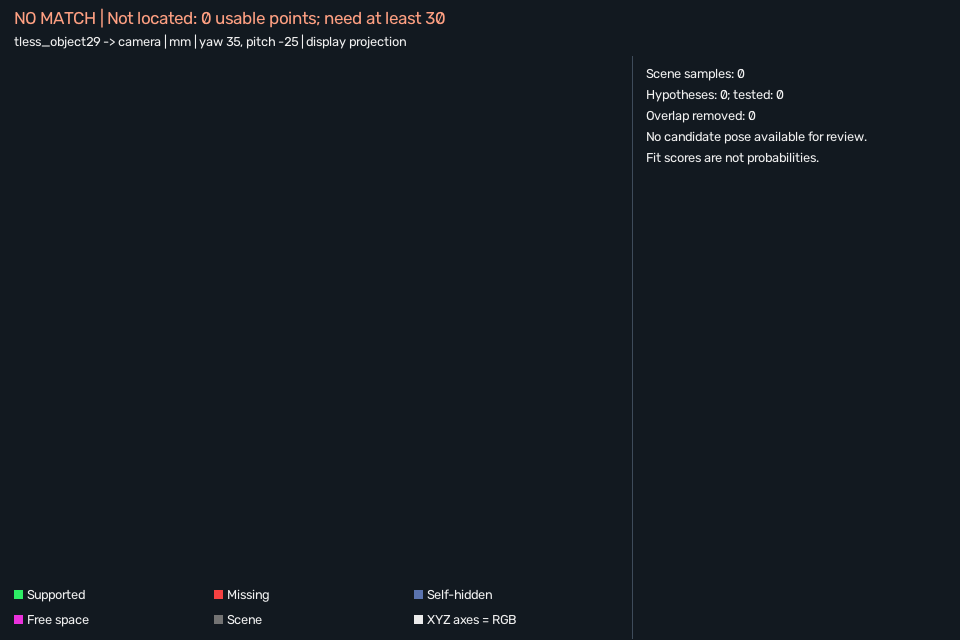 NO MATCH | Not located: 0 usable points; need at least 30
tless_object29 -> camera | mm | yaw 35, pitch -25 | display projection
Scene samples: 0
Hypotheses: 0; tested: 0
Overlap removed: 0
No candidate pose available for review.
Fit scores are not probabilities.
Supported
Missing
Self-hidden
Free space
Scene
XYZ axes = RGB